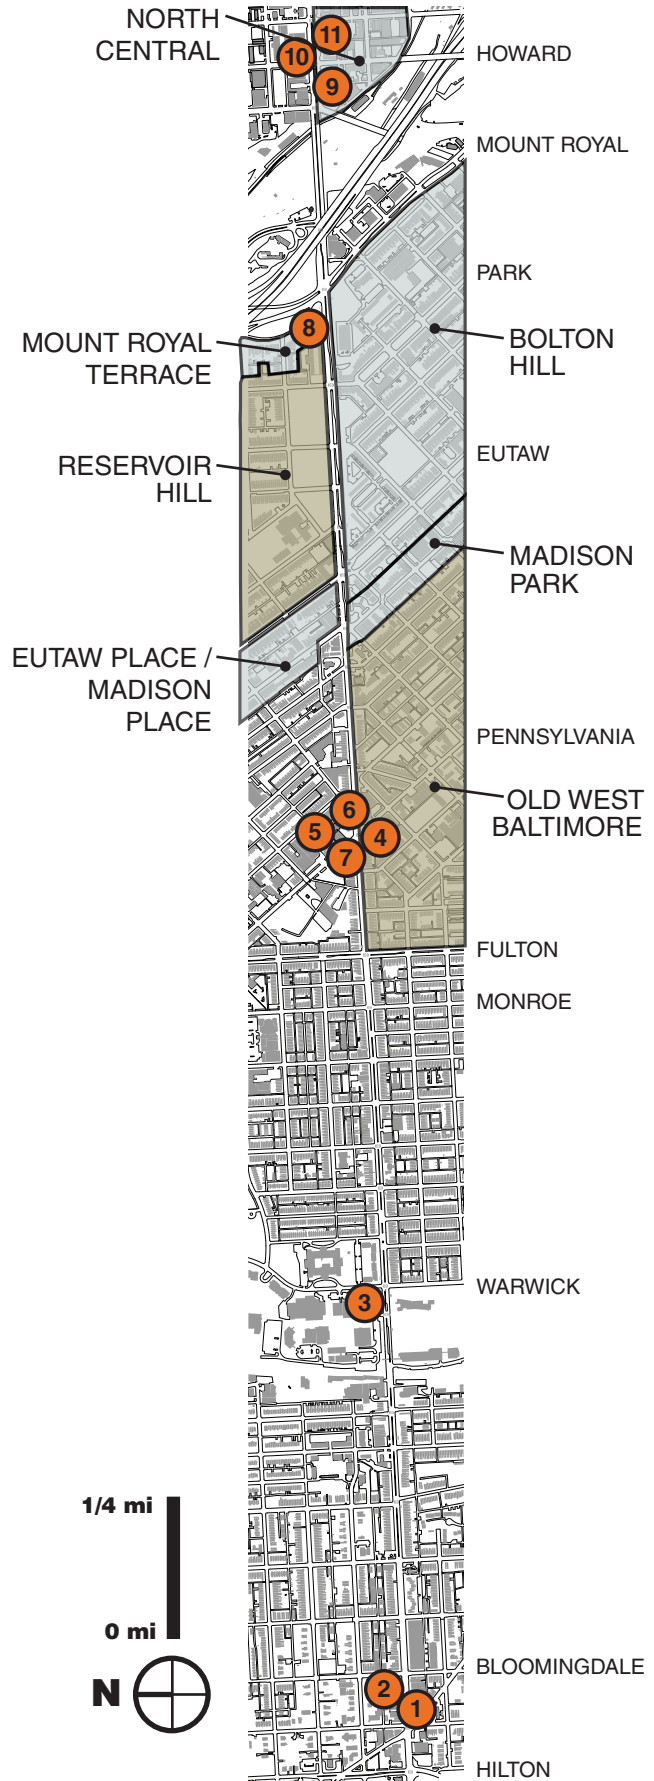 NORTH
CENTRAL
11
10
9
HOWARD
MOUNT ROYAL
PARK
8
MOUNT ROYAL
TERRACE
BOLTON
HILL
RESERVOIR
HILL
EUTAW
MADISON
PARK
EUTAW PLACE /
MADISON
PLACE
PENNSYLVANIA
OLD WEST
BALTIMORE
6
5
4
7
FULTON
MONROE
WARWICK
3
1/4 mi
0 mi
N
BLOOMINGDALE
2
1
HILTON